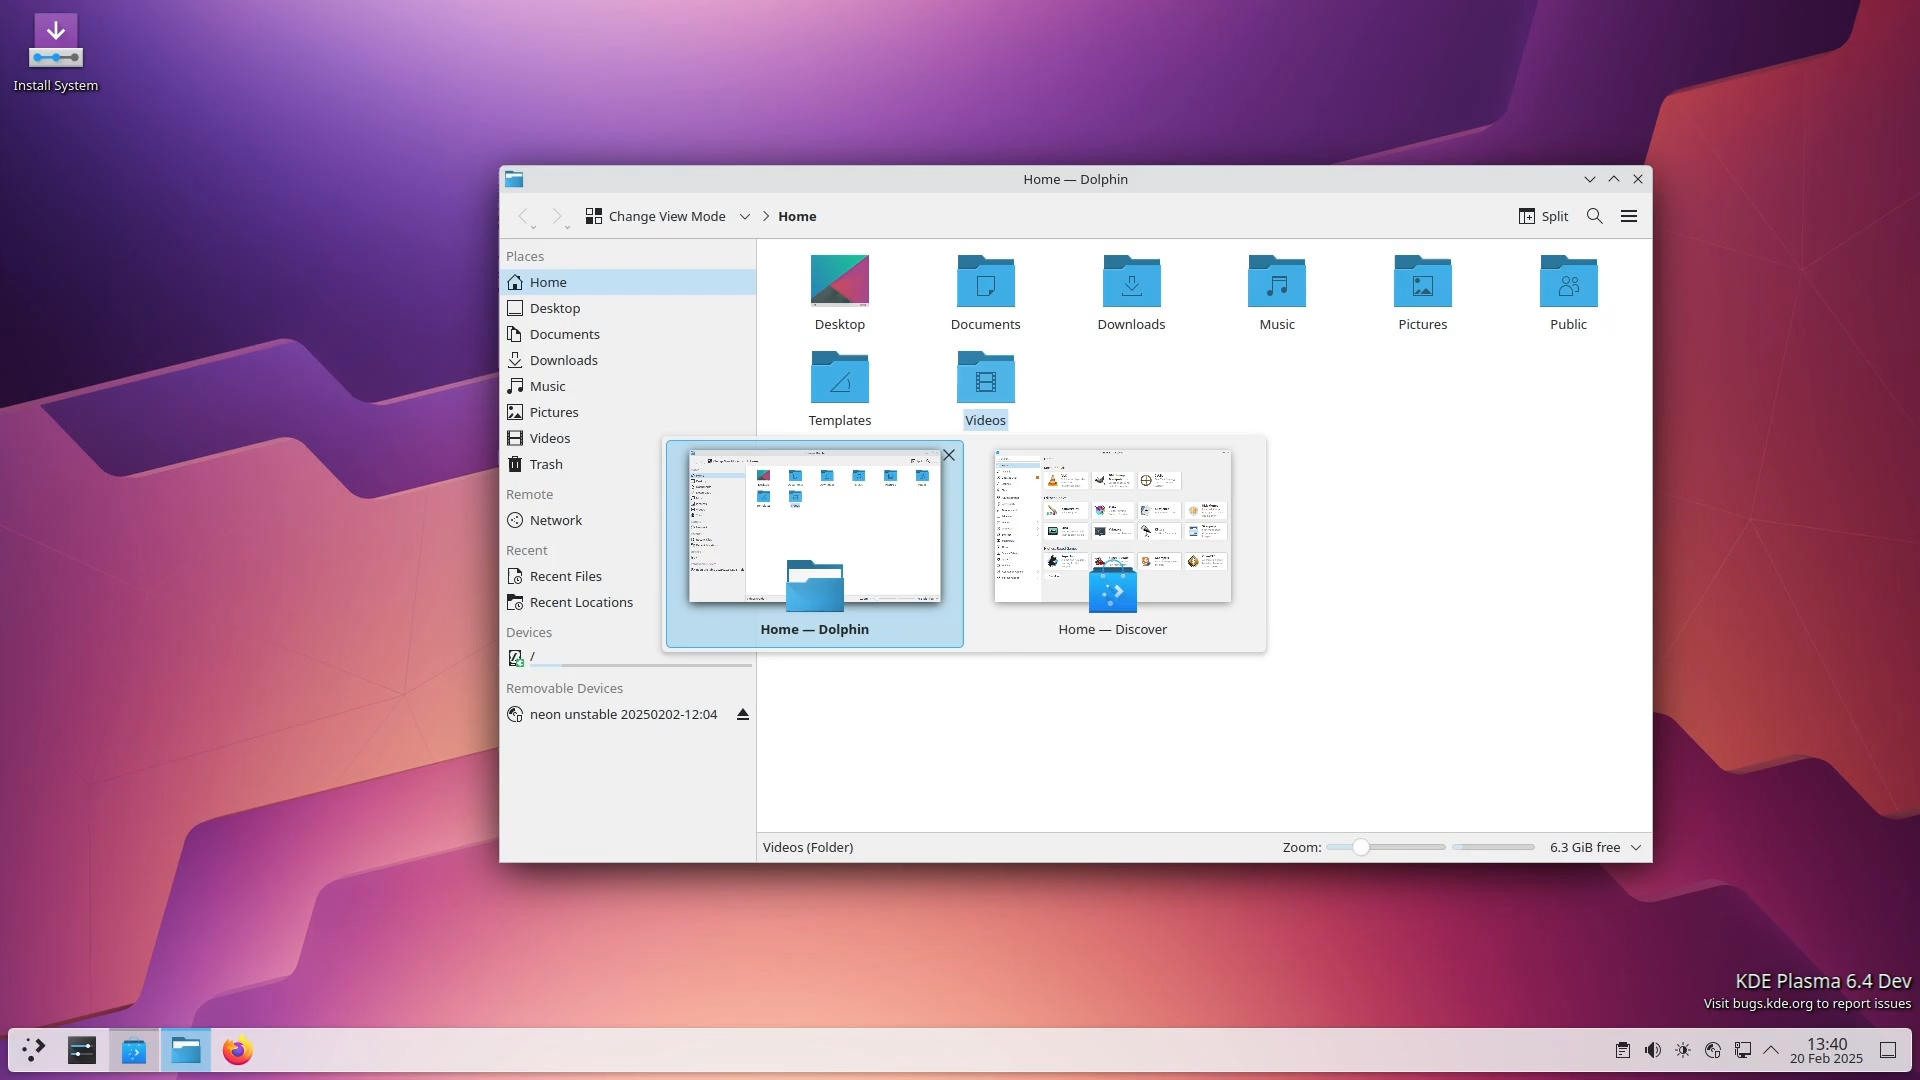 Install System
Home — Dolphin
Change View Mode
Home
Split
Places
Home
Desktop
Documents
Downloads
Music
Pictures
Videos
Trash
Remote
Network
Recent
Recent Files
Recent Locations
Devices
/
Removable Devices
neon unstable 20250202-12:04
Desktop
Documents
Downloads
Music
Pictures
Public
Templates
Videos
Home — Dolphin
Home — Discover
Videos (Folder)
Zoom:
6.3 GiB free
KDE Plasma 6.4 Dev
Visit bugs.kde.org to report issues
13:40
20 Feb 2025